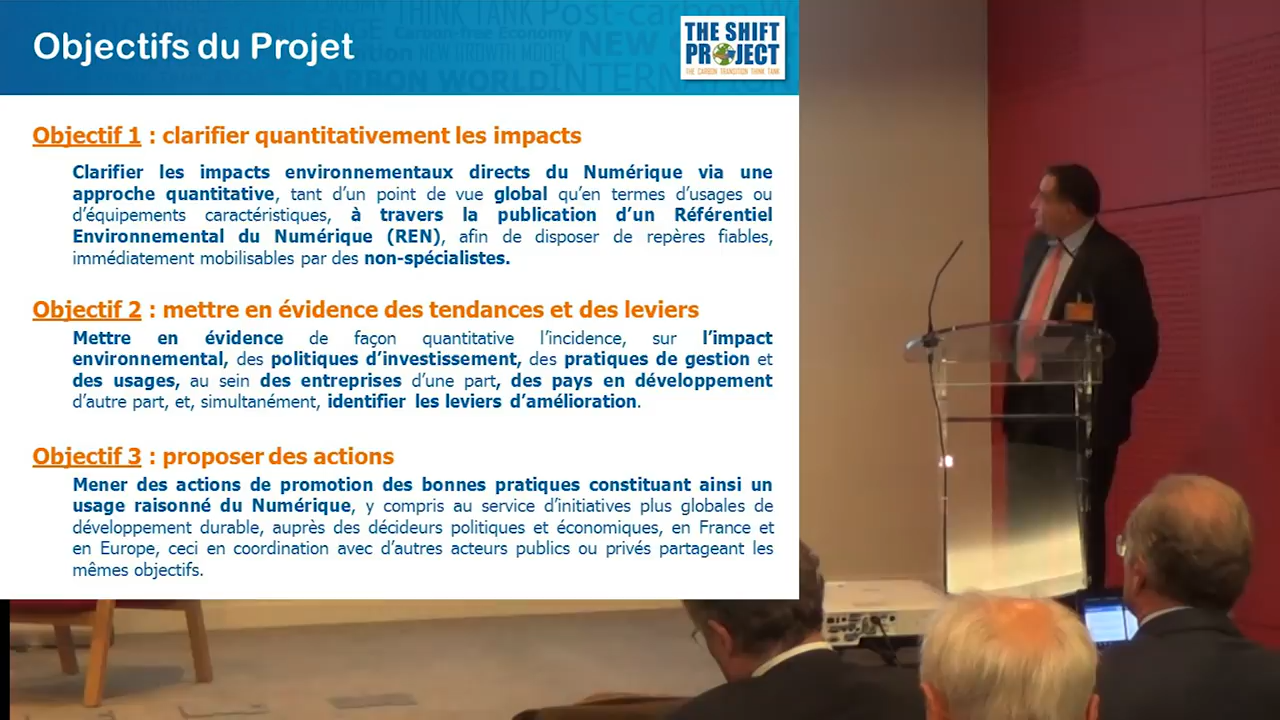 THINK TANK
Carbon-Free Economy
NEW GROWTH MODEL
Objectifs du Projet
THE SHIFT
PROJECT
THE CARBON TRANSITION THINK TANK
Objectif 1 : clarifier quantitativement les impacts
Clarifier les impacts environnementaux directs du Numérique via une
approche quantitative, tant d'un point de vue global qu'en termes d'usages ou
d'équipements caractéristiques, à travers la publication d'un Référentiel
Environnemental du Numérique (REN), afin de disposer de repères fiables,
immédiatement mobilisables par des non-spécialistes.
Objectif 2 : mettre en évidence des tendances et des leviers
Mettre en évidence de façon quantitative l'incidence, sur l'impact
environnemental, des politiques d'investissement, des pratiques de gestion et
des usages, au sein des entreprises d'une part, des pays en développement
d'autre part, et, simultanément, identifier les leviers d'amélioration.
Objectif 3 : proposer des actions
Mener des actions de promotion des bonnes pratiques constituant ainsi un
usage raisonné du Numérique, y compris au service d'initiatives plus globales de
développement durable, auprès des décideurs politiques et économiques, en France et
en Europe, ceci en coordination avec d'autres acteurs publics ou privés partageant les
mêmes objectifs.